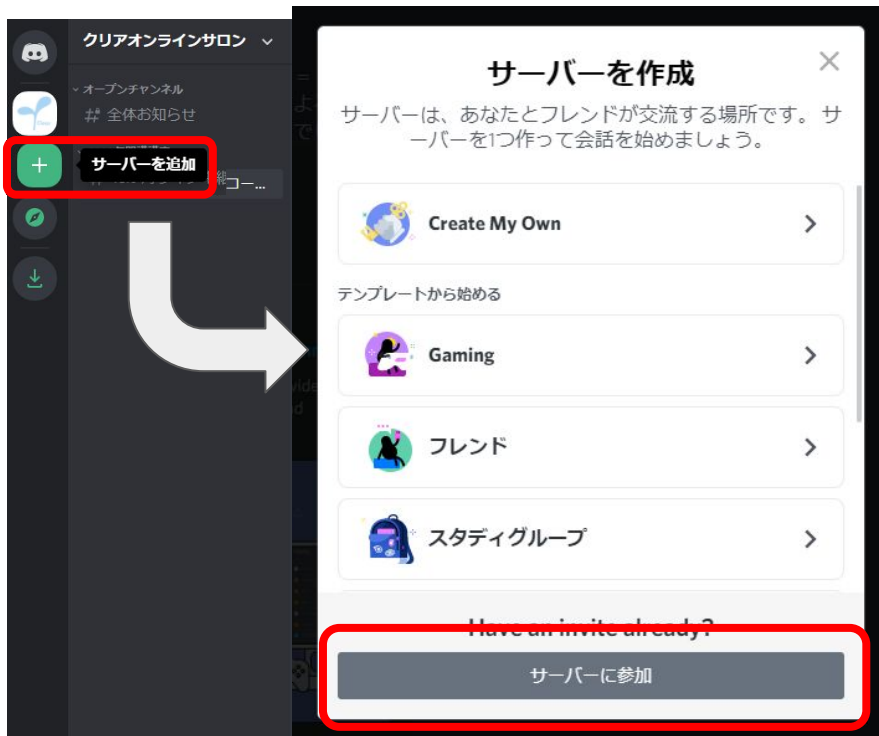 クリアオンラインサロン
オープンチャンネル
# 全体お知らせ
サーバーを追加
コー...
サーバーを作成
サーバーは、あなたとフレンドが交流する場所です。 サ
ーバーを1つ作って会話を始めましょう。
Create My Own
テンプレートから始める
Gaming
フレンド
スタディグループ
Have an invite already?
サーバーに参加